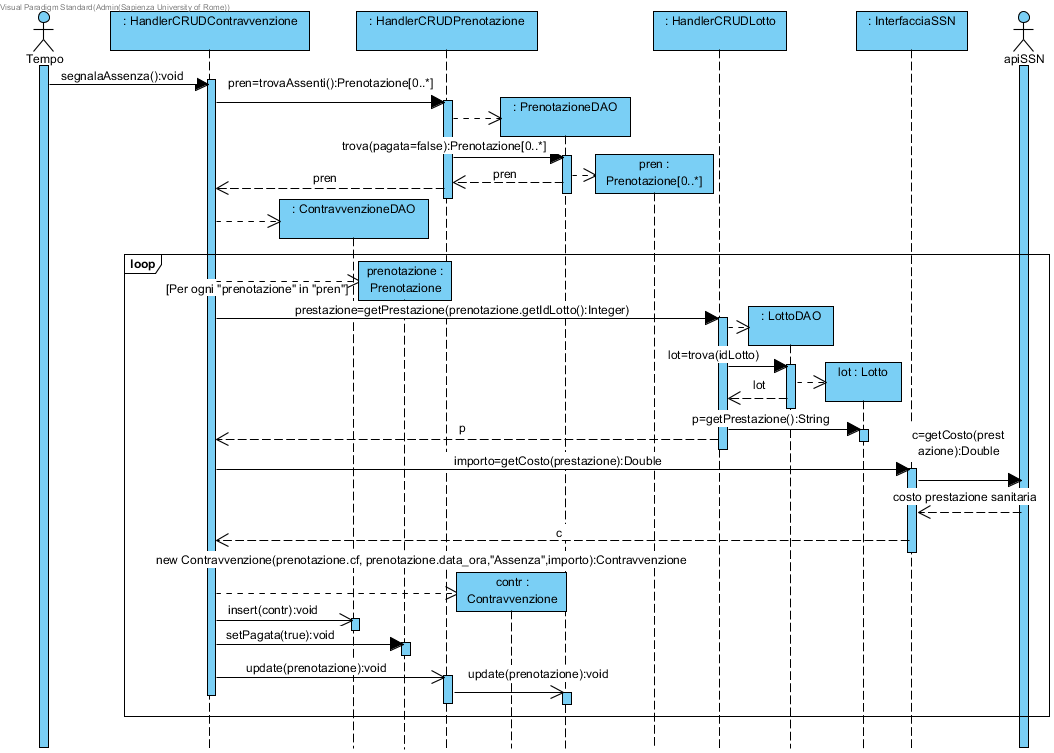 Visual Paradigm Standard(Admin(Sapienza University of Rome))
: HandlerCRUDContravvenzione
: HandlerCRUDPrenotazione
: HandlerCRUDLotto
: InterfacciaSSN
Tempo
apiSSN
segnalaAssenza():void
pren=trovaAssenti():Prenotazione[0..*]
: PrenotazioneDAO
trova(pagata=false):Prenotazione[0..*]
pren :
Prenotazione[0..*]
pren
pren
: ContravvenzioneDAO
loop
prenotazione :
Prenotazione
[Per ogni "prenotazione" in "pren"]
prestazione=getPrestazione(prenotazione.getIdLotto():Integer)
: LottoDAO
lot=trova(idLotto)
lot : Lotto
lot
p=getPrestazione():String
p
c=getCosto(prest
azione):Double
importo=getCosto(prestazione):Double
costo prestazione sanitaria
c
new Contravvenzione(prenotazione.cf, prenotazione.data_ora,"Assenza",importo):Contravvenzione
contr :
Contravvenzione
insert(contr):void
setPagata(true):void
update(prenotazione):void
update(prenotazione):void